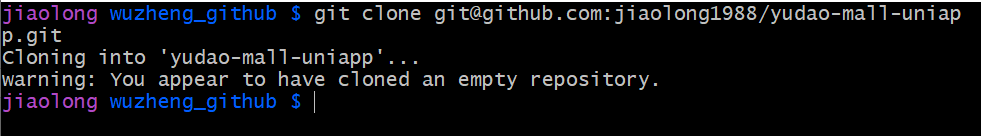 jiaolong wuzheng_github $ git clone git@github.com:jiaolong1988/yudao-mall-uniap
p.git
Cloning into 'yudao-mall-uniapp'...
warning: You appear to have cloned an empty repository.
jiaolong wuzheng_github $